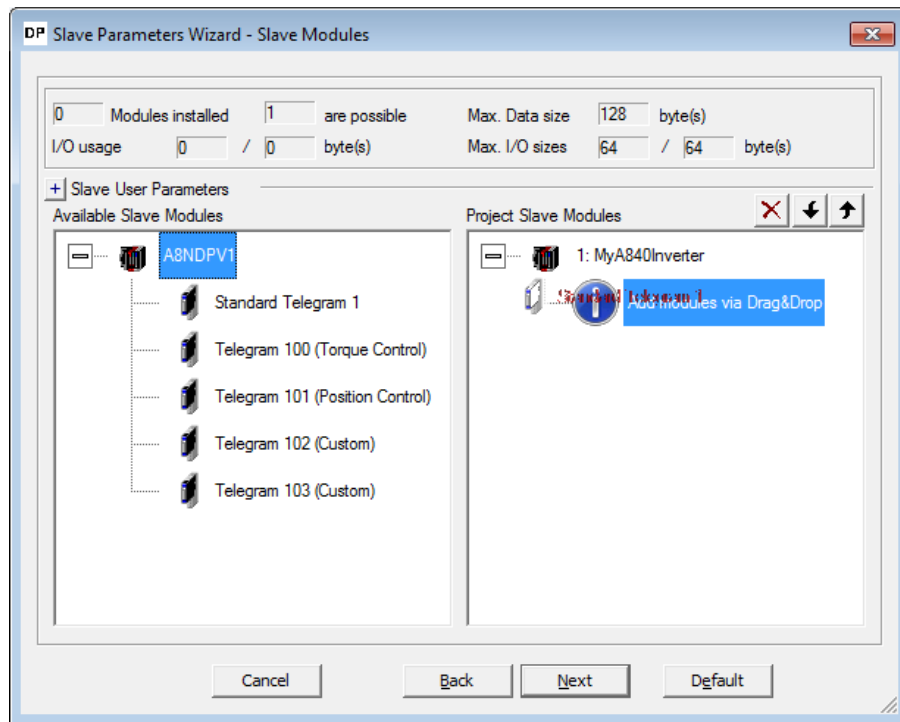 DP Slave Parameters Wizard - Slave Modules
0 Modules installed 1 are possible Max. Data size 128 byte(s)
I/O usage 0 / 0 byte(s) Max. I/O sizes 64 / 64 byte(s)
+ Slave User Parameters
Available Slave Modules
A8NDPV1
Standard Telegram 1
Telegram 100 (Torque Control)
Telegram 101 (Position Control)
Telegram 102 (Custom)
Telegram 103 (Custom)
Project Slave Modules
1: MyA840Inverter
Standard Telegram 1
Add Modules via Drag&Drop
Cancel Back Next Default